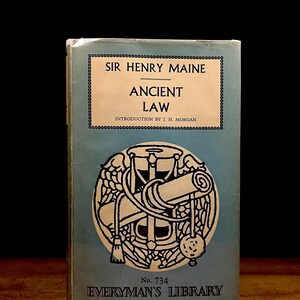 SIR HENRY MAINE
ANCIENT
LAW
INTRODUCTION BY J. H. MORGAN
No. 734
EVERYMAN'S LIBRARY